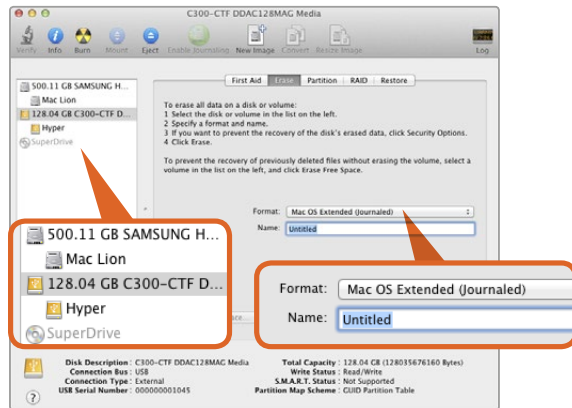 C300-CTF DDAC128MAG Media
Verify Info Burn Mount Eject Enable Journaling New Image Convert Resize Image Log
First Aid Erase Partition RAID Restore
500.11 GB SAMSUNG H...
Mac Lion
128.04 GB C300-CTF D...
Hyper
SuperDrive
To erase all data on a disk or volume:
1 Select the disk or volume in the list on the left.
2 Specify a format and name.
3 If you want to prevent the recovery of the disk's erased data, click Security Options.
4 Click Erase.
To prevent the recovery of previously deleted files without erasing the volume, select a
volume in the list on the left, and click Erase Free Space.
Format: Mac OS Extended (Journaled)
Name: Untitled
500.11 GB SAMSUNG H...
Mac Lion
128.04 GB C300-CTF D...
Hyper
SuperDrive
Format: Mac OS Extended (Journaled)
Name: Untitled
Disk Description : C300-CTF DDAC128MAG Media
Connection Bus : USB
Connection Type : External
USB Serial Number : 000000001045
Total Capacity : 128.04 GB (128035676160 Bytes)
Write Status : Read/Write
S.M.A.R.T. Status : Not Supported
Partition Map Scheme : GUID Partition Table
?